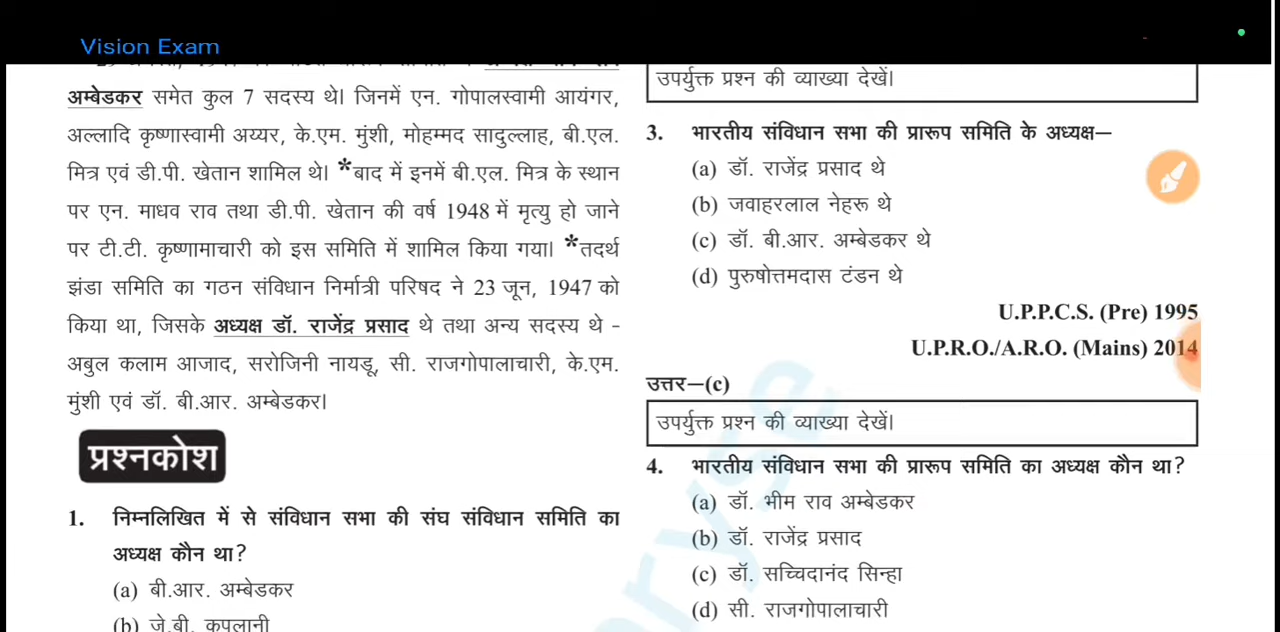 Vision Exam
अम्बेडकर समेत कुल 7 सदस्य थे। जिनमें एन. गोपालस्वामी आयंगर,
अल्लादि कृष्णास्वामी अय्यर, के.एम. मुंशी, मोहम्मद सादुल्लाह, बी.एल.
मित्र एवं डी.पी. खेतान शामिल थे। *बाद में इनमें बी.एल. मित्र के स्थान
पर एन. माधव राव तथा डी.पी. खेतान की वर्ष 1948 में मृत्यु हो जाने
पर टी.टी. कृष्णामाचारी को इस समिति में शामिल किया गया। *तदर्थ
झंडा समिति का गठन संविधान निर्मात्री परिषद ने 23 जून, 1947 को
किया था, जिसके अध्यक्ष डॉ. राजेंद्र प्रसाद थे तथा अन्य सदस्य थे -
अबुल कलाम आजाद, सरोजिनी नायडू, सी. राजगोपालाचारी, के.एम.
मुंशी एवं डॉ. बी.आर. अम्बेडकर।
प्रश्नकोश
1. निम्नलिखित में से संविधान सभा की संघ संविधान समिति का
अध्यक्ष कौन था?
(a) बी.आर. अम्बेडकर
(b) जे.बी. कृपलानी
उपर्युक्त प्रश्न की व्याख्या देखें।
3. भारतीय संविधान सभा की प्रारूप समिति के अध्यक्ष–
(a) डॉ. राजेंद्र प्रसाद थे
(b) जवाहरलाल नेहरू थे
(c) डॉ. बी.आर. अम्बेडकर थे
(d) पुरुषोत्तमदास टंडन थे
U.P.P.C.S. (Pre) 1995
U.P.R.O./A.R.O. (Mains) 2014
उत्तर–(c)
उपर्युक्त प्रश्न की व्याख्या देखें।
4. भारतीय संविधान सभा की प्रारूप समिति का अध्यक्ष कौन था?
(a) डॉ. भीम राव अम्बेडकर
(b) डॉ. राजेंद्र प्रसाद
(c) डॉ. सच्चिदानंद सिन्हा
(d) सी. राजगोपालाचारी